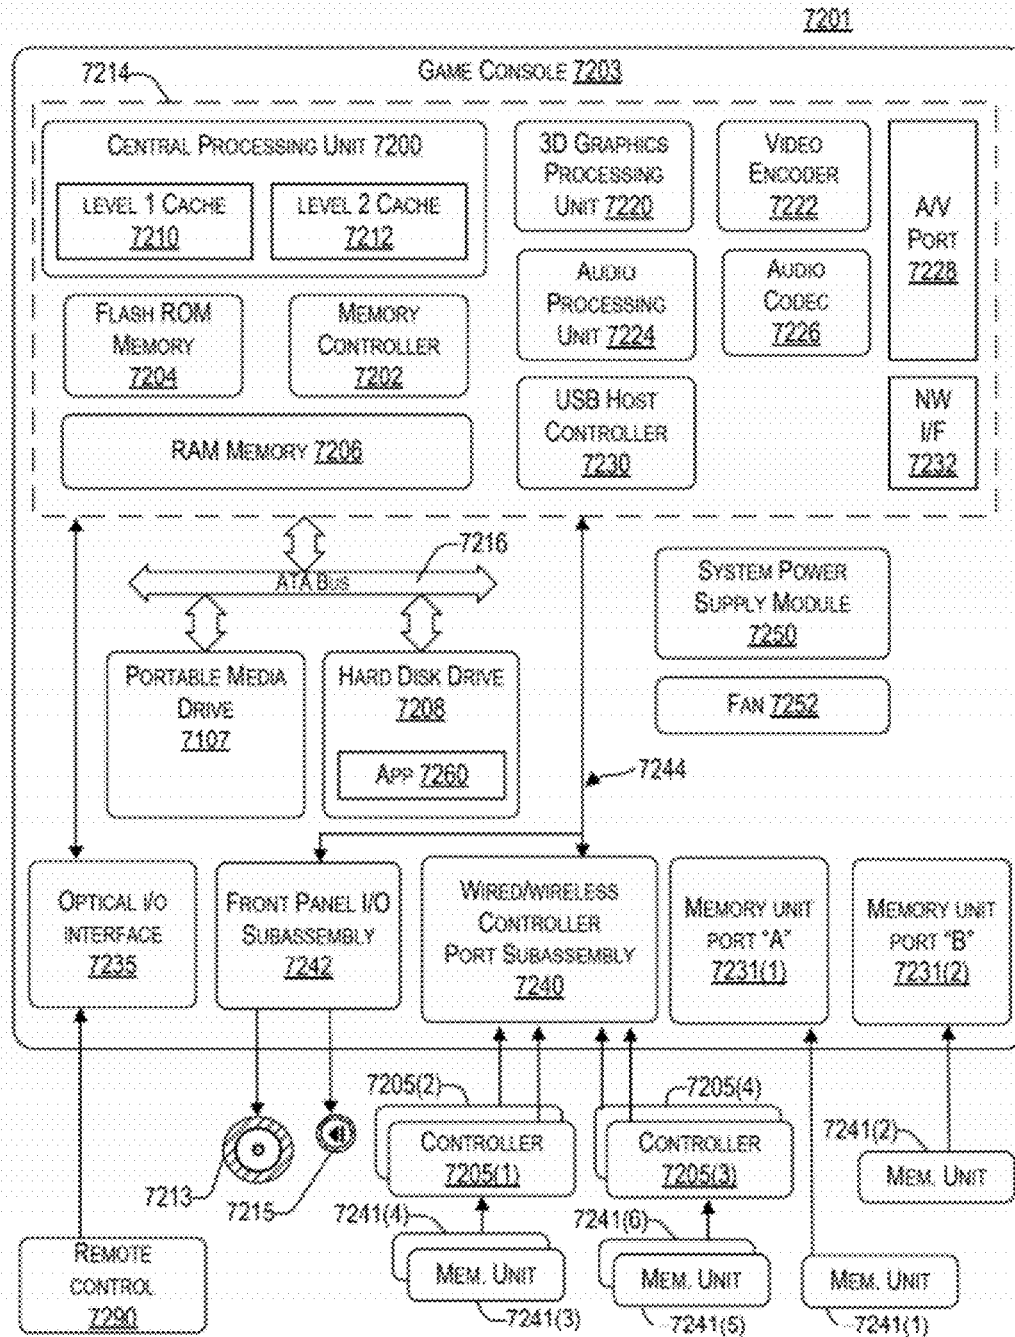 7201
GAME CONSOLE 7203
7214
CENTRAL PROCESSING UNIT 7200
LEVEL 1 CACHE
7210
LEVEL 2 CACHE
7212
3D GRAPHICS
PROCESSING
UNIT 7220
VIDEO
ENCODER
7222
A/V
PORT
7228
FLASH ROM
MEMORY
7204
MEMORY
CONTROLLER
7202
AUDIO
PROCESSING
UNIT 7224
AUDIO
CODEC
7226
RAM MEMORY 7206
USB HOST
CONTROLLER
7230
NW
I/F
7232
7216
ATA BUS
SYSTEM POWER
SUPPLY MODULE
7250
PORTABLE MEDIA
DRIVE
7107
HARD DISK DRIVE
7208
APP 7260
FAN 7252
7244
OPTICAL I/O
INTERFACE
7235
FRONT PANEL I/O
SUBASSEMBLY
7242
WIRED/WIRELESS
CONTROLLER
PORT SUBASSEMBLY
7240
MEMORY UNIT
PORT "A"
7231(1)
MEMORY UNIT
PORT "B"
7231(2)
7205(2)
7205(4)
CONTROLLER
7205(1)
CONTROLLER
7205(3)
7241(2)
MEM. UNIT
7213
7215
7241(4)
7241(6)
REMOTE
CONTROL
7290
MEM. UNIT
7241(3)
MEM. UNIT
7241(5)
MEM. UNIT
7241(1)